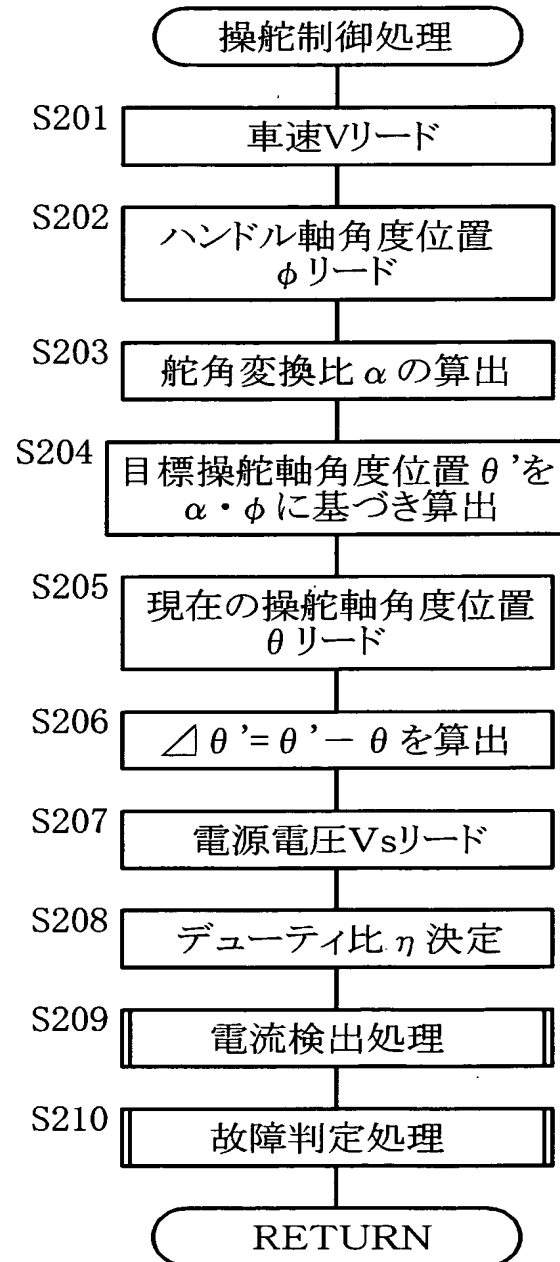 操舵制御処理
S201
車速Vリード
S202
ハンドル軸角度位置
φリード
S203
舵角変換比αの算出
S204
目標操舵軸角度位置θ'を
α・φに基づき算出
S205
現在の操舵軸角度位置
θリード
S206
⊿θ'=θ'−θを算出
S207
電源電圧Vsリード
S208
デューティ比η決定
S209
電流検出処理
S210
故障判定処理
RETURN